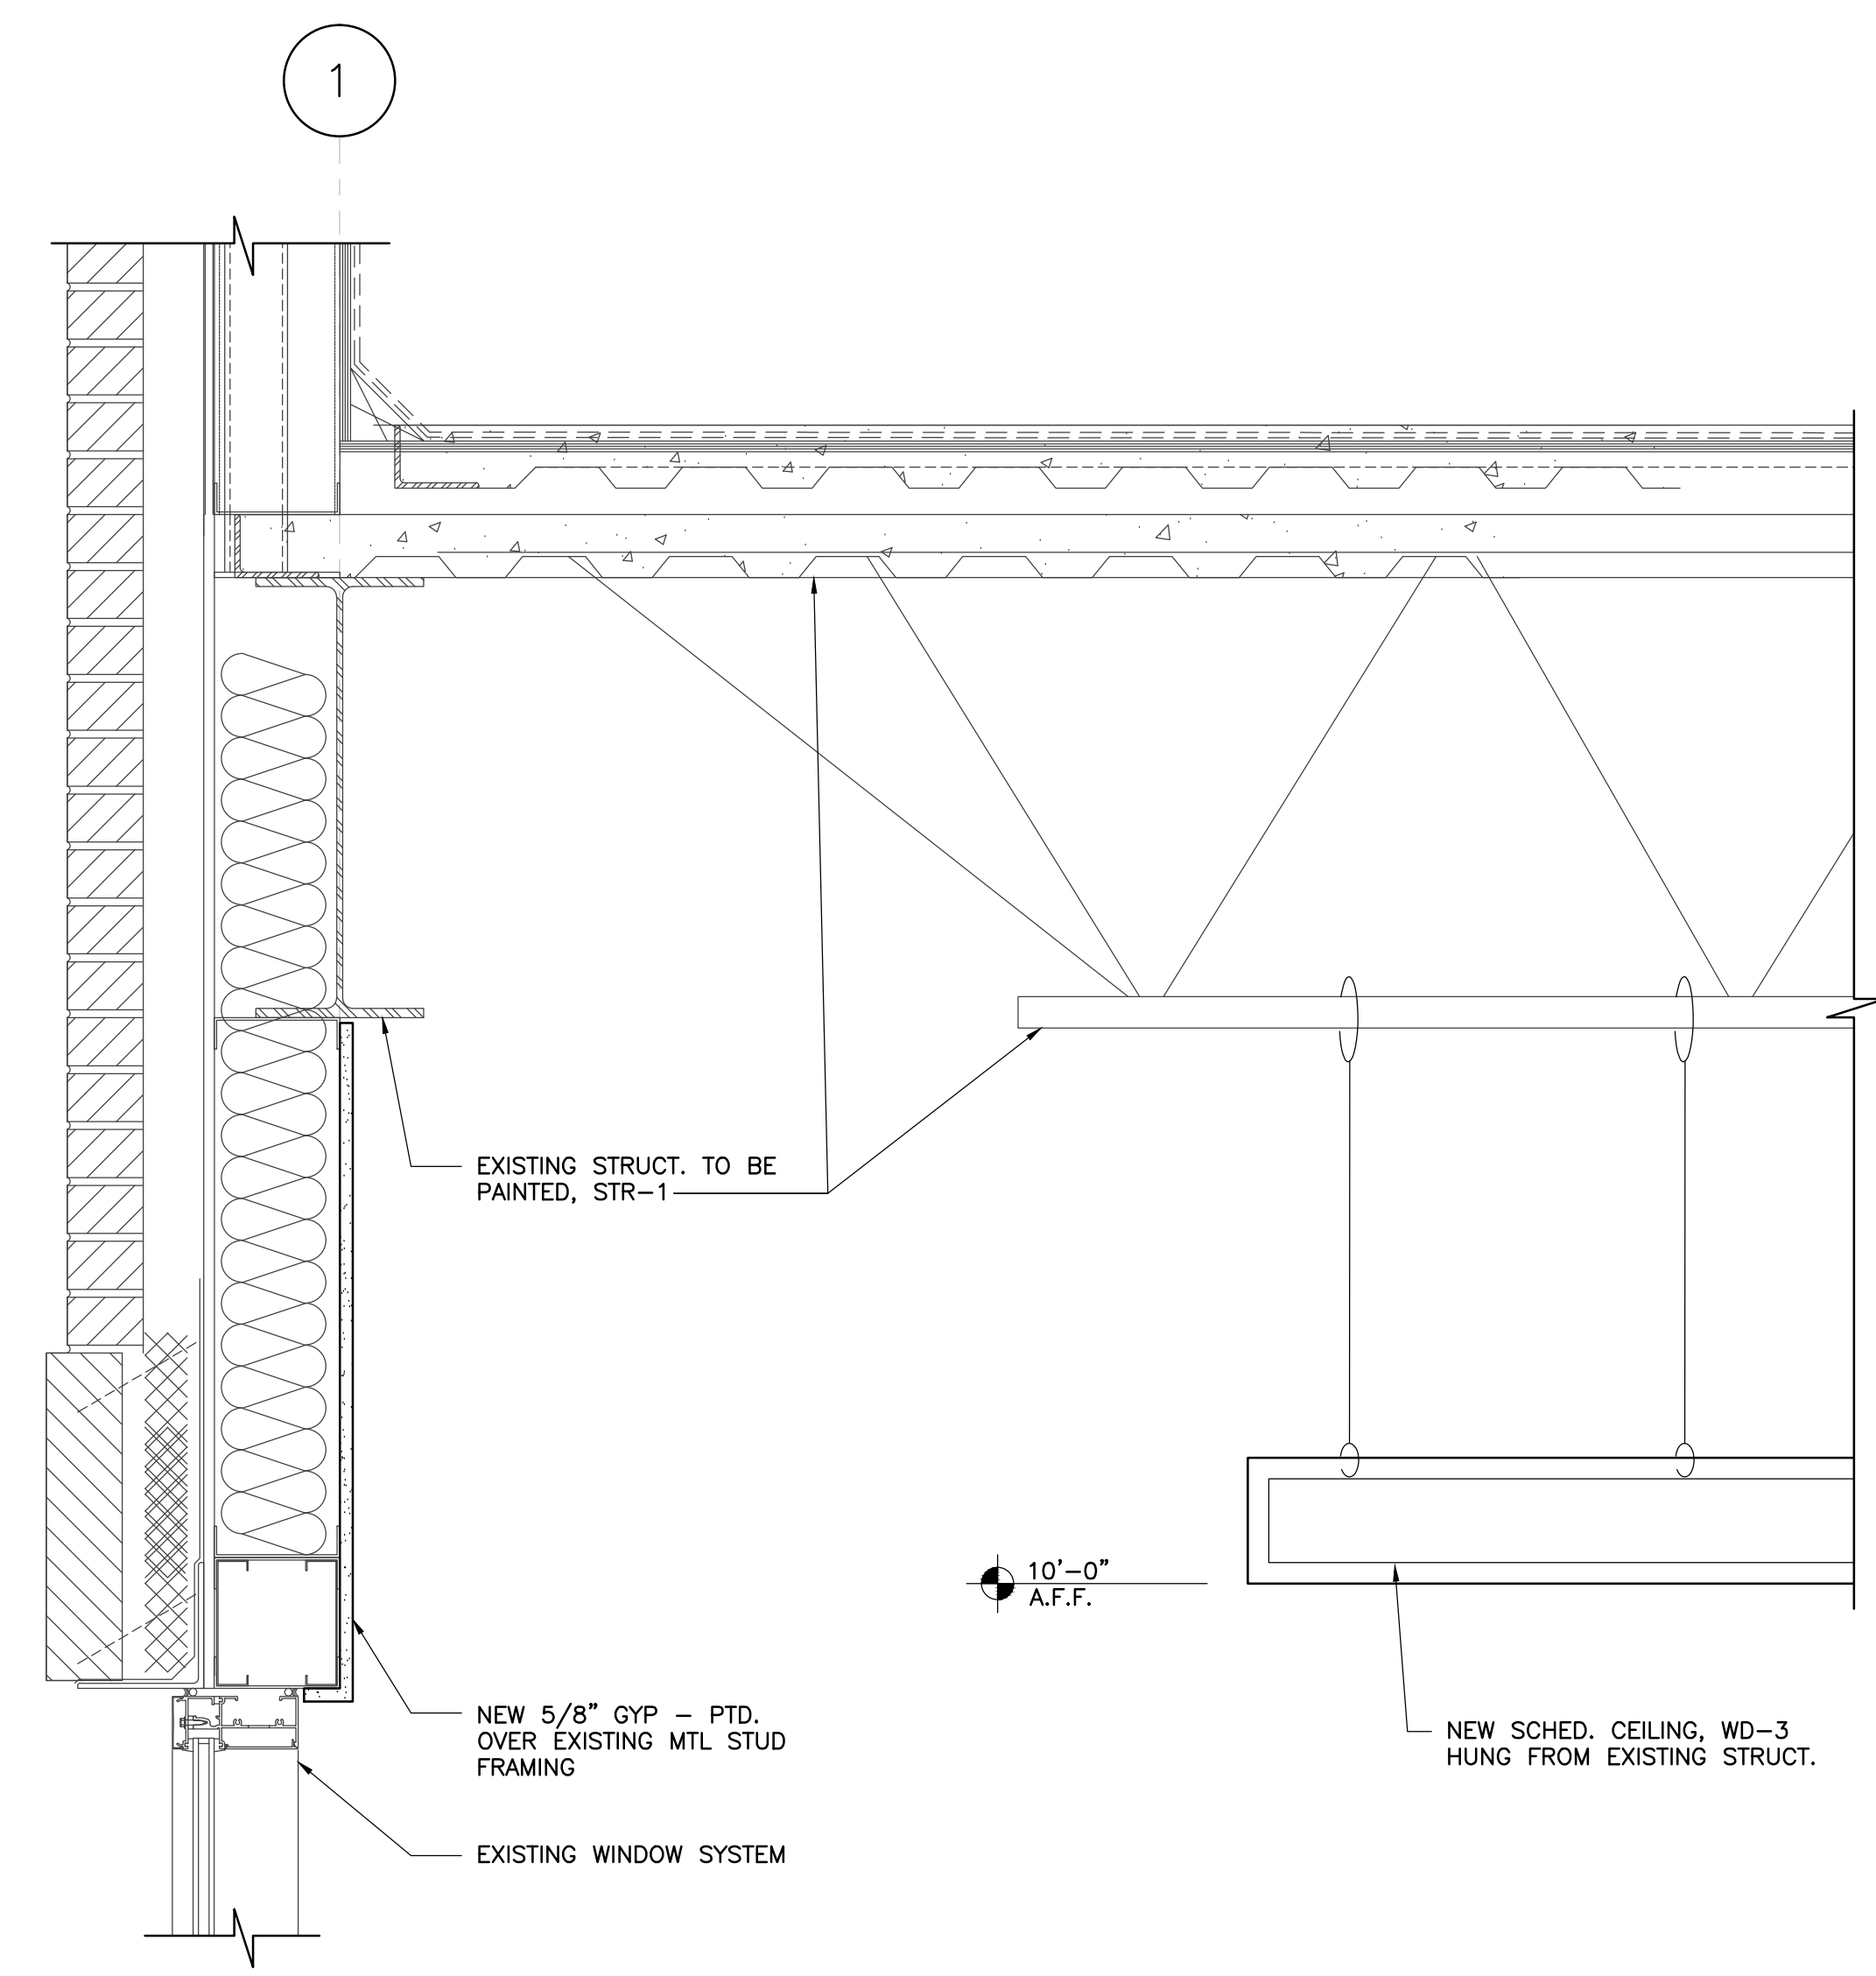 1
EXISTING STRUCT. TO BE
PAINTED, STR-1
10'-0"
A.F.F.
NEW 5/8" GYP - PTD.
OVER EXISTING MTL STUD
FRAMING
NEW SCHED. CEILING, WD-3
HUNG FROM EXISTING STRUCT.
EXISTING WINDOW SYSTEM